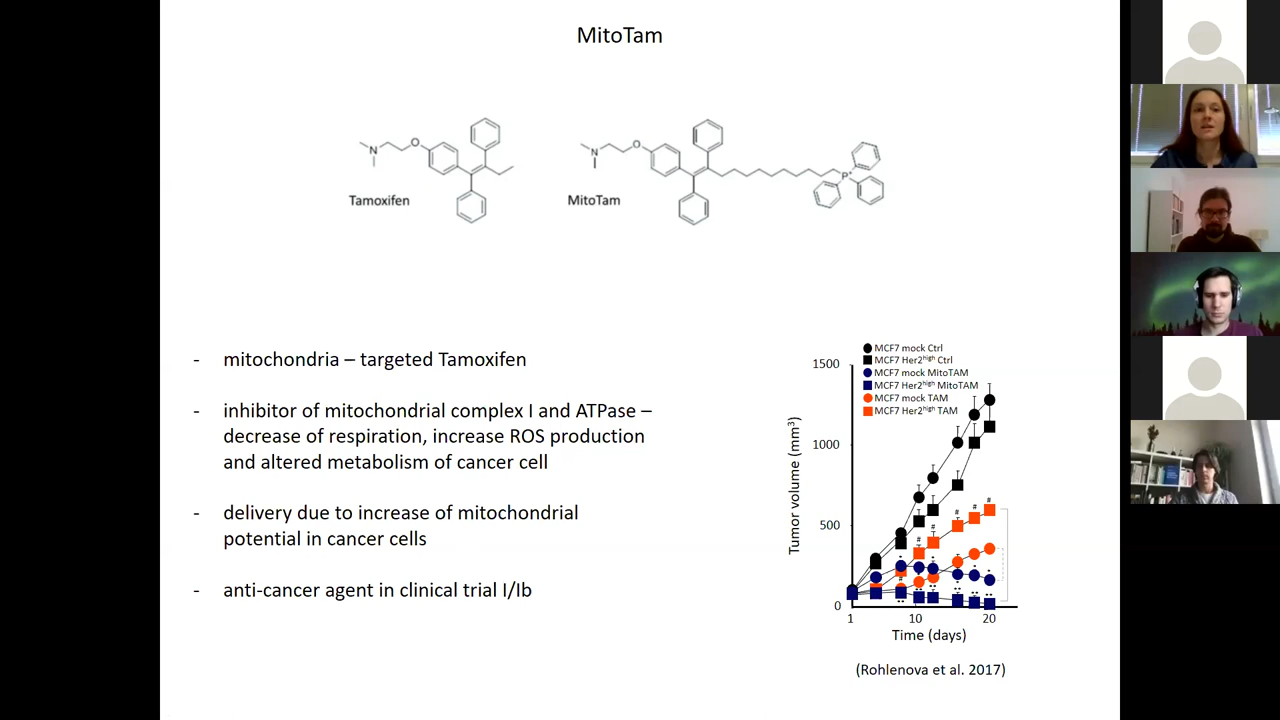 MitoTam
N
O
Tamoxifen
N
O
P+
MitoTam
- mitochondria – targeted Tamoxifen
- inhibitor of mitochondrial complex I and ATPase –
decrease of respiration, increase ROS production
and altered metabolism of cancer cell
- delivery due to increase of mitochondrial
potential in cancer cells
- anti-cancer agent in clinical trial I/Ib
MCF7 mock Ctrl
MCF7 Her2high Ctrl
MCF7 mock MitoTAM
MCF7 Her2high MitoTAM
MCF7 mock TAM
MCF7 Her2high TAM
Tumor volume (mm3)
1500
1000
500
0
1 10 20
Time (days)
(Rohlenova et al. 2017)